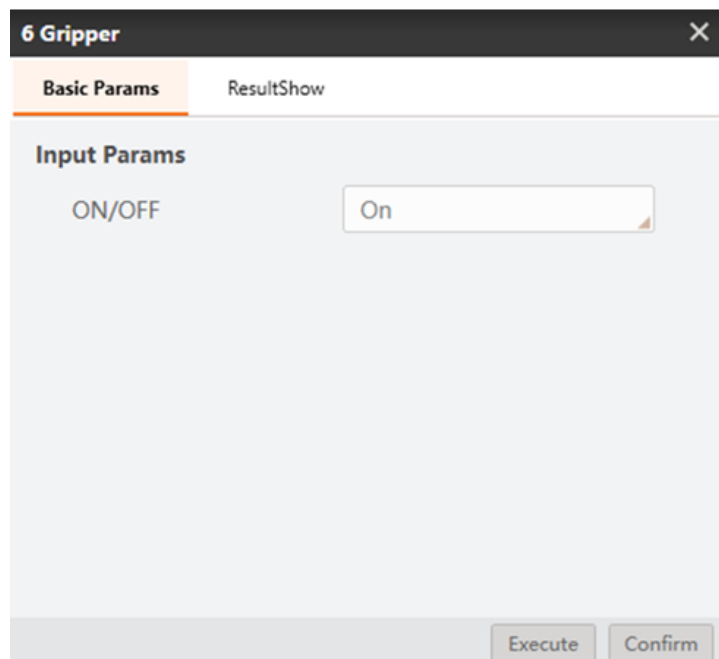 6 Gripper
Basic Params ResultShow
Input Params
ON/OFF On
Execute Confirm